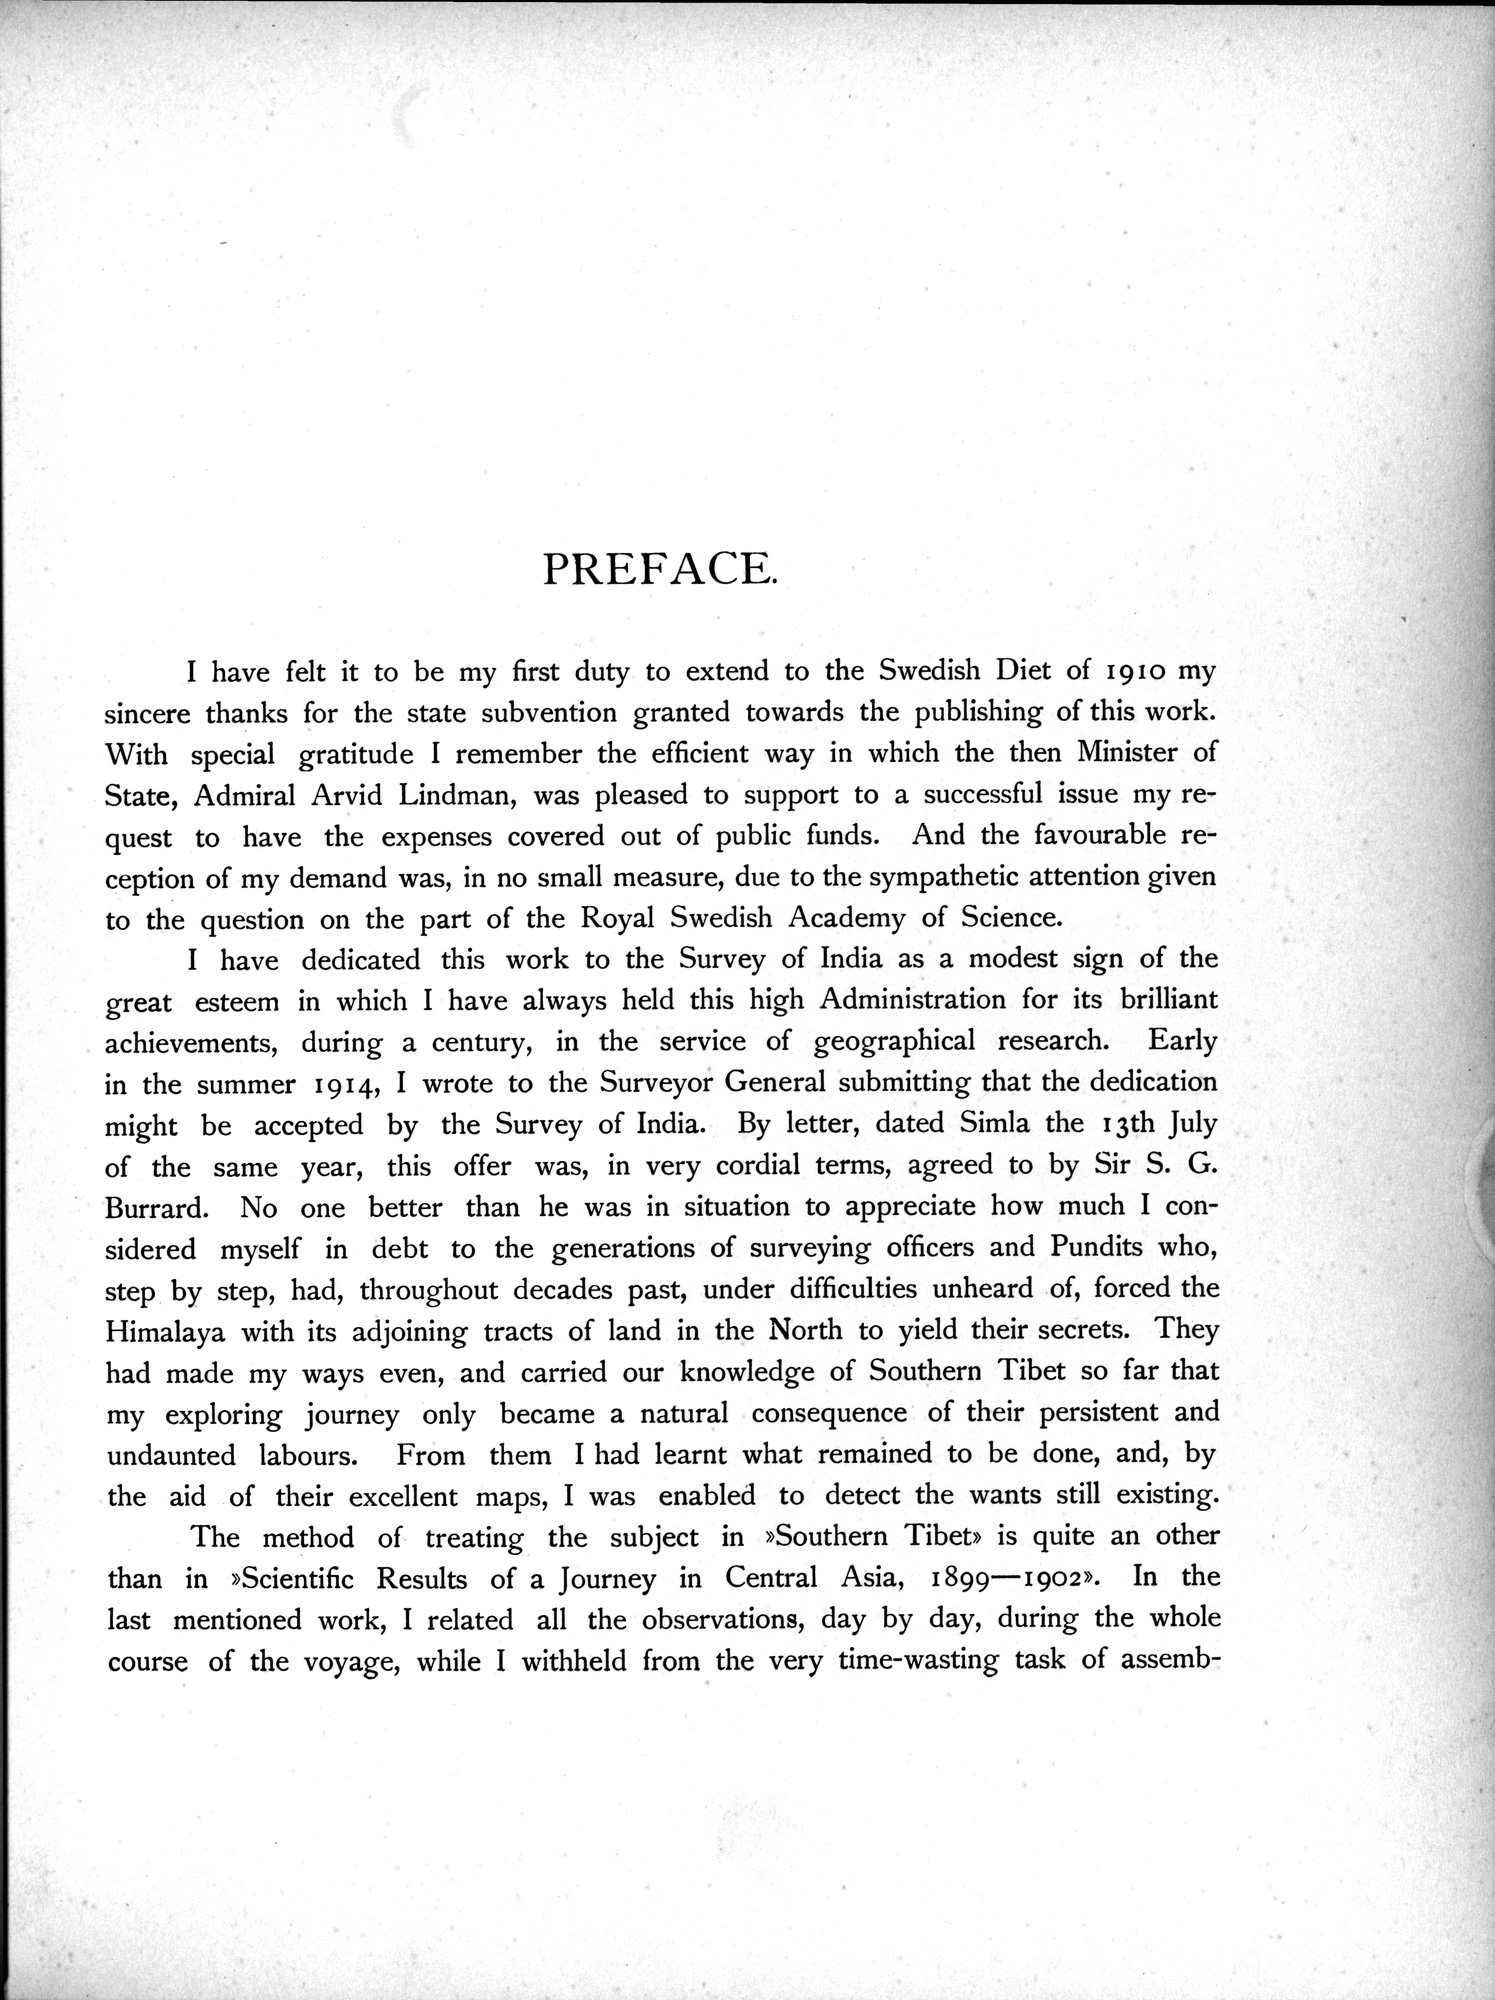 PREFACE.
I have felt it to be my first duty to extend to the Swedish Diet of 1910 my
sincere thanks for the state subvention granted towards the publishing of this work.
With special gratitude I remember the efficient way in which the then Minister of
State, Admiral Arvid Lindman, was pleased to support to a successful issue my re-
quest to have the expenses covered out of public funds. And the favourable re-
ception of my demand was, in no small measure, due to the sympathetic attention given
to the question on the part of the Royal Swedish Academy of Science.
I have dedicated this work to the Survey of India as a modest sign of the
great esteem in which I have always held this high Administration for its brilliant
achievements, during a century, in the service of geographical research. Early
in the summer 1914, I wrote to the Surveyor General submitting that the dedication
might be accepted by the Survey of India. By letter, dated Simla the 13th July
of the same year, this offer was, in very cordial terms, agreed to by Sir S. G.
Burrard. No one better than he was in situation to appreciate how much I con-
sidered myself in debt to the generations of surveying officers and Pundits who,
step by step, had, throughout decades past, under difficulties unheard of, forced the
Himalaya with its adjoining tracts of land in the North to yield their secrets. They
had made my ways even, and carried our knowledge of Southern Tibet so far that
my exploring journey only became a natural consequence of their persistent and
undaunted labours. From them I had learnt what remained to be done, and, by
the aid of their excellent maps, I was enabled to detect the wants still existing.
The method of treating the subject in »Southern Tibet» is quite an other
than in »Scientific Results of a Journey in Central Asia, 1899—1902». In the
last mentioned work, I related all the observations, day by day, during the whole
course of the voyage, while I withheld from the very time-wasting task of assemb-